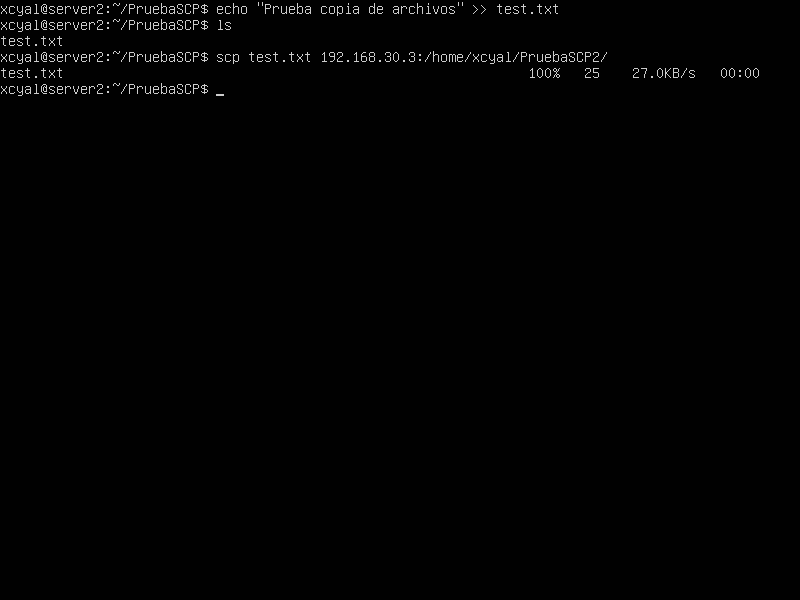 xcyal@server2:~/PruebaSCP$ echo "Prueba copia de archivos" >> test.txt
xcyal@server2:~/PruebaSCP$ ls
test.txt
xcyal@server2:~/PruebaSCP$ scp test.txt 192.168.30.3:/home/xcyal/PruebaSCP2/
test.txt 100% 25 27.0KB/s 00:00
xcyal@server2:~/PruebaSCP$ _